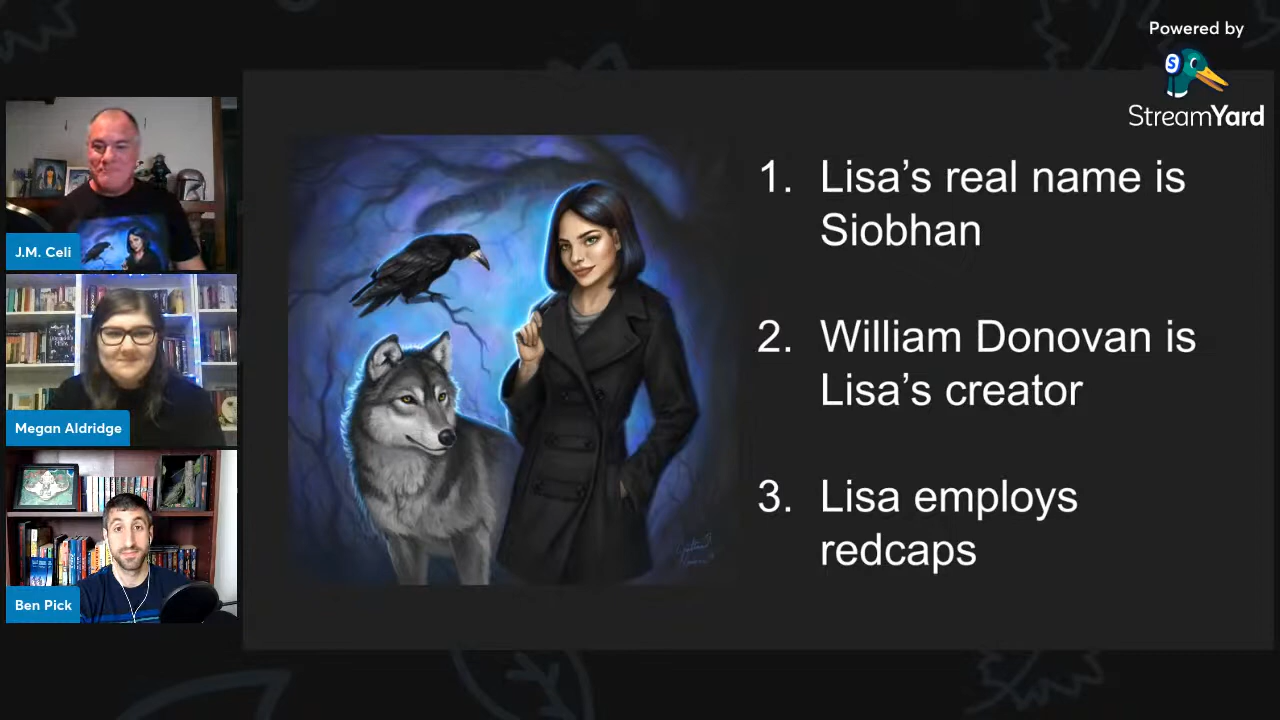 Powered by
StreamYard
J.M. Celi
Megan Aldridge
Ben Pick
1. Lisa’s real name is
Siobhan
2. William Donovan is
Lisa’s creator
3. Lisa employs
redcaps